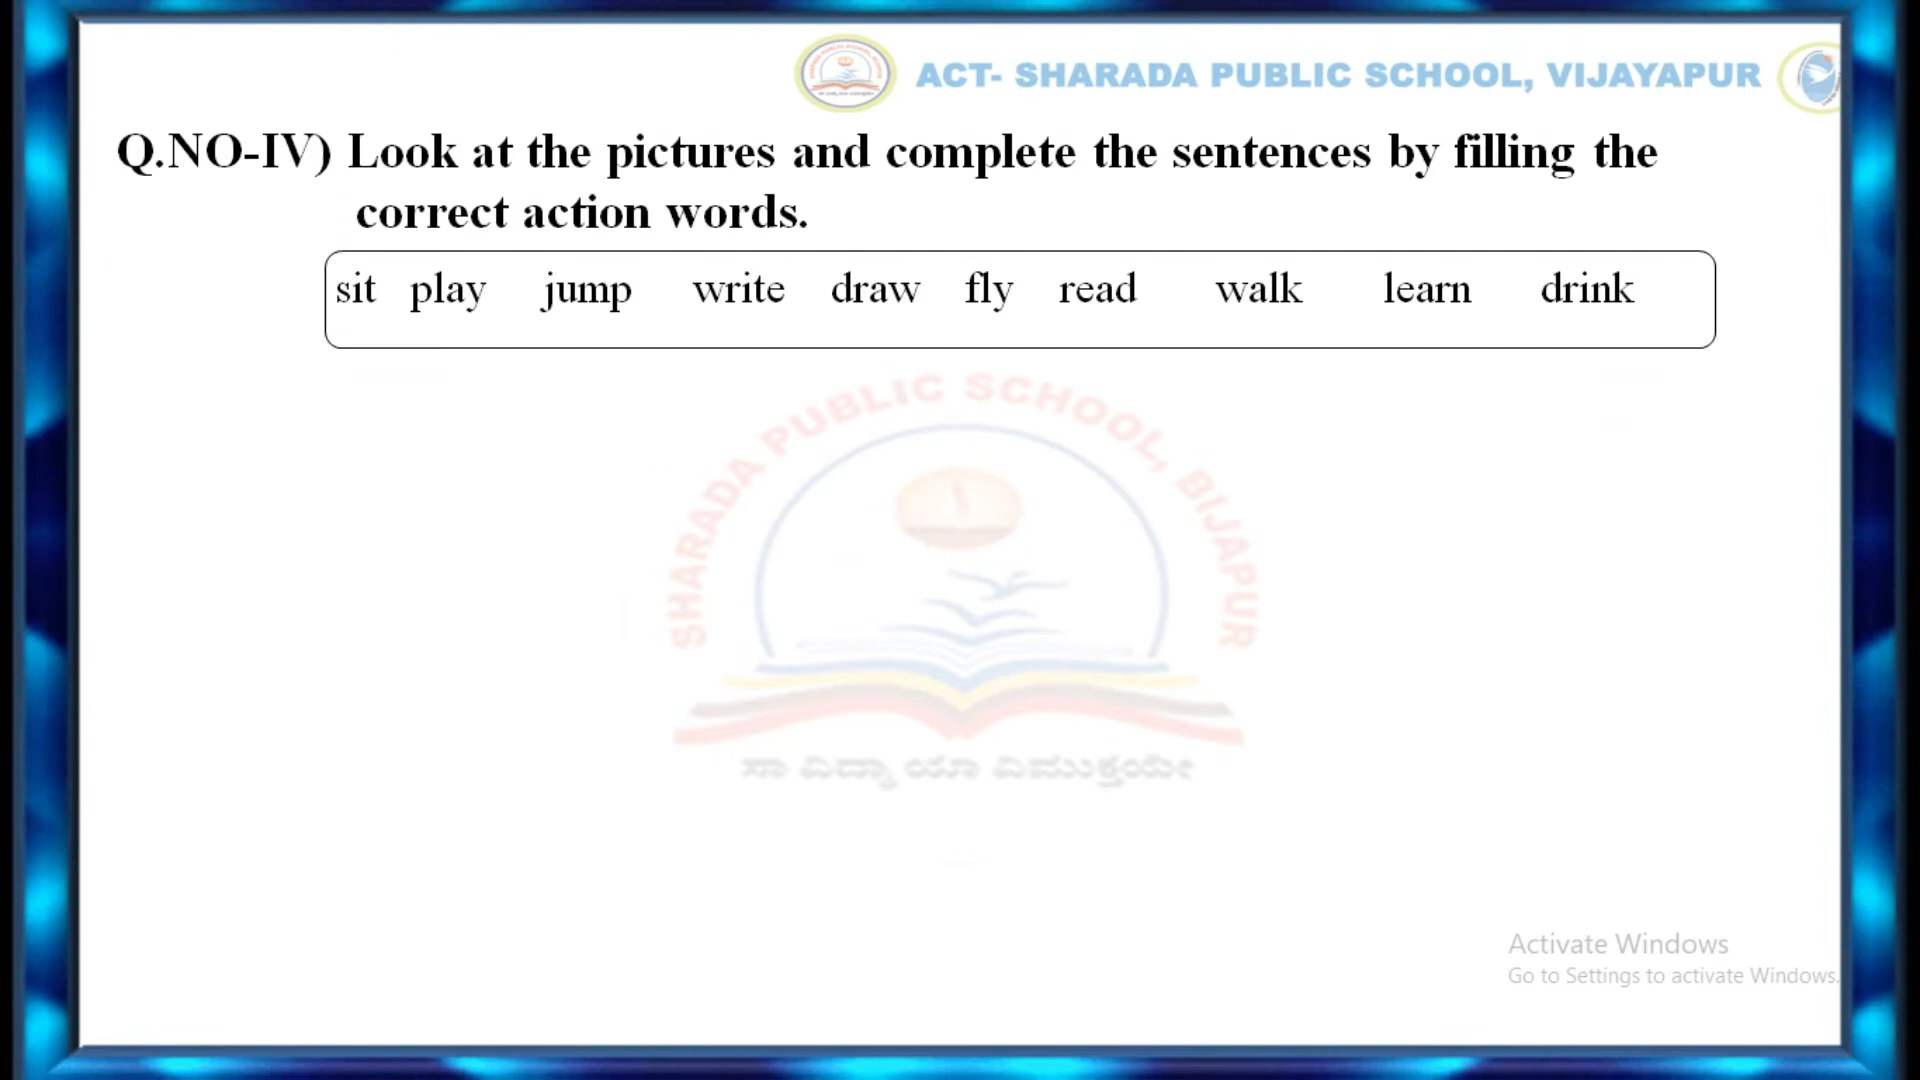 ACT- SHARADA PUBLIC SCHOOL, VIJAYAPUR
Q.NO-IV) Look at the pictures and complete the sentences by filling the
correct action words.
sit play jump write draw fly read walk learn drink
SHARADA PUBLIC SCHOOL, BIJAPUR
ಸಾ ವಿದ್ಯಾ ಯಾ ವಿಮುಕ್ತಯೇ
Activate Windows
Go to Settings to activate Windows.